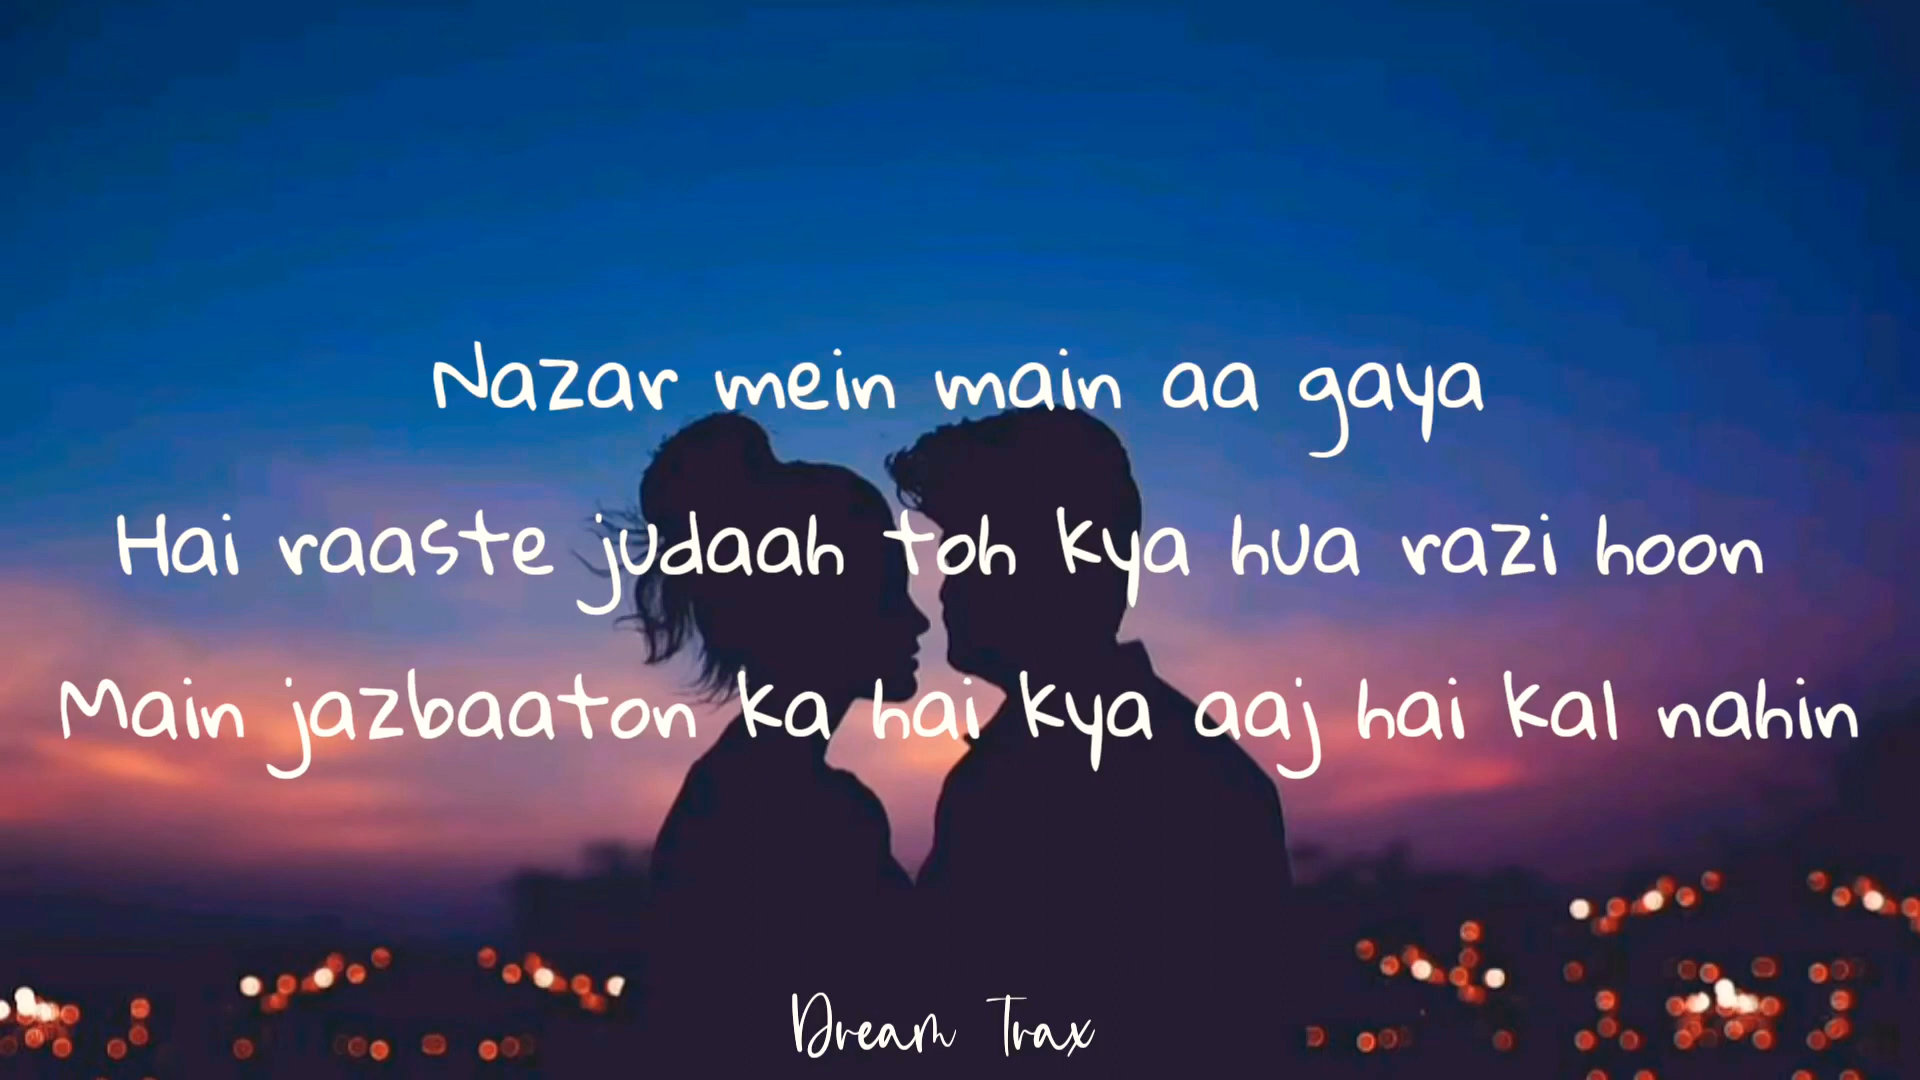 Nazar mein main aa gaya
Hai raaste judaah toh kya hua razi hoon
Main jazbaaton ka hai kya aaj hai kal nahin
Dream Trax